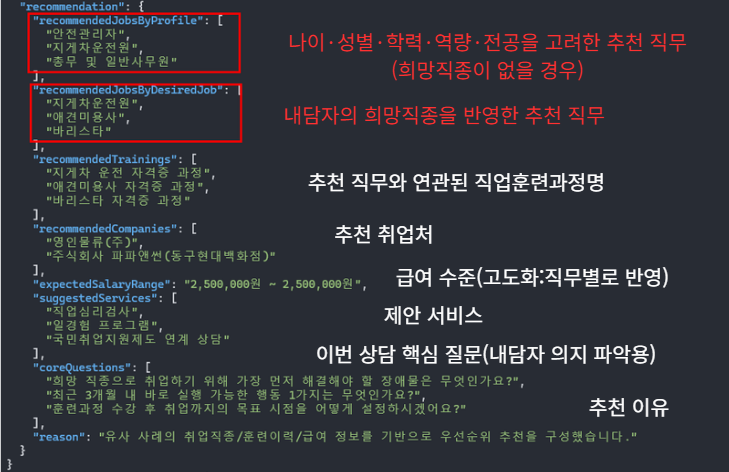 "recommendation": {
"recommendedJobsByProfile": [
"안전관리자",
"지게차운전원",
"총무 및 일반사무원"
나이·성별·학력·역량·전공을 고려한 추천 직무
(희망직종이 없을 경우)
],
"recommendedJobsByDesiredJob": [
"지게차운전원",
"애견미용사",
"바리스타"
내담자의 희망직종을 반영한 추천 직무
],
"recommendedTrainings": [
"지게차 운전 자격증 과정",
"애견미용사 자격증 과정",
"바리스타 자격증 과정"
추천 직무와 연관된 직업훈련과정명
],
"recommendedCompanies": [
"영인물류(주)",
"주식회사 파파앤썬(동구현대백화점)"
추천 취업처
],
"expectedSalaryRange": "2,500,000원 ~ 2,500,000원",
급여 수준(고도화:직무별로 반영)
"suggestedServices": [
"직업심리검사",
"일경험 프로그램",
"국민취업지원제도 연계 상담"
제안 서비스
],
이번 상담 핵심 질문(내담자 의지 파악용)
"coreQuestions": [
"희망 직종으로 취업하기 위해 가장 먼저 해결해야 할 장애물은 무엇인가요?",
"최근 3개월 내 바로 실행 가능한 행동 1가지는 무엇인가요?",
"훈련과정 수강 후 취업까지의 목표 시점을 어떻게 설정하시겠어요?"
추천 이유
],
"reason": "유사 사례의 취업직종/훈련이력/급여 정보를 기반으로 우선순위 추천을 구성했습니다."
}
}